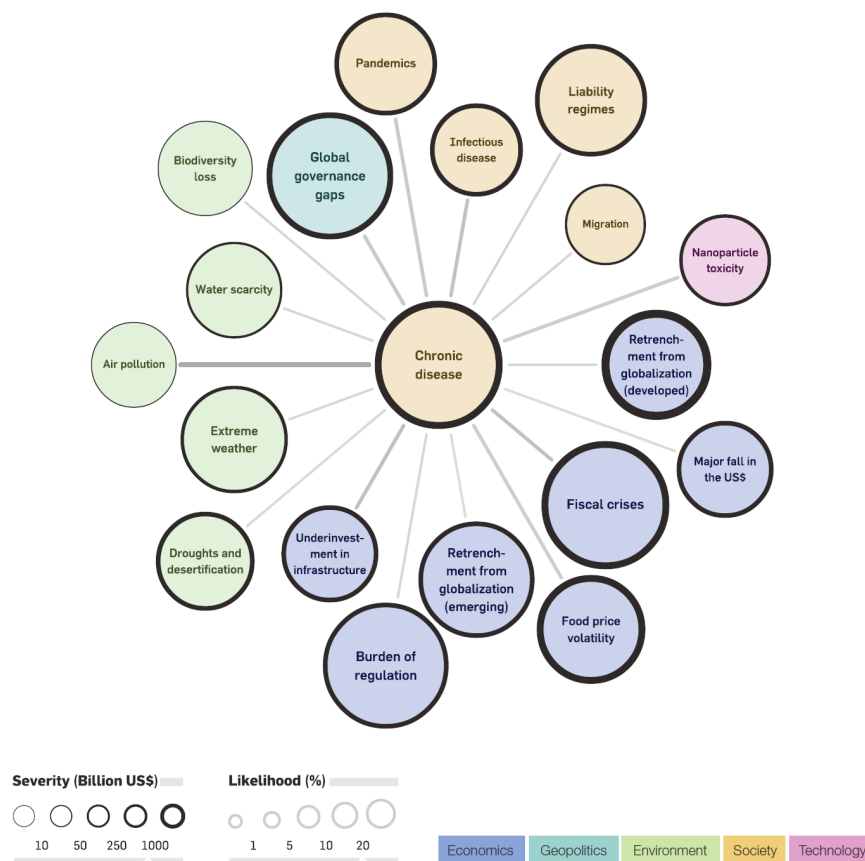 Pandemics
Liability
regimes
Infectious
disease
Biodiversity
loss
Global
governance
gaps
Migration
Nanoparticle
toxicity
Water scarcity
Air pollution
Chronic
disease
Retrench-
ment from
globalization
(developed)
Extreme
weather
Major fall in
the US$
Fiscal crises
Droughts and
desertification
Underinvest-
ment in
infrastructure
Retrench-
ment from
globalization
(emerging)
Food price
volatility
Burden of
regulation
Severity (Billion US$)
10 50 250 1000
Likelihood (%)
1 5 10 20
Economics Geopolitics Environment Society Technology